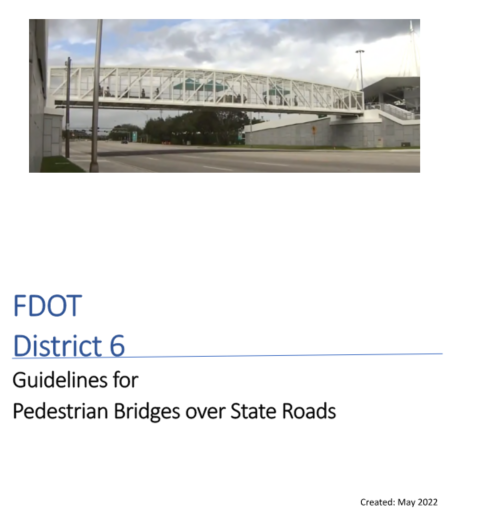 FDOT
District 6
Guidelines for
Pedestrian Bridges over State Roads
Created: May 2022